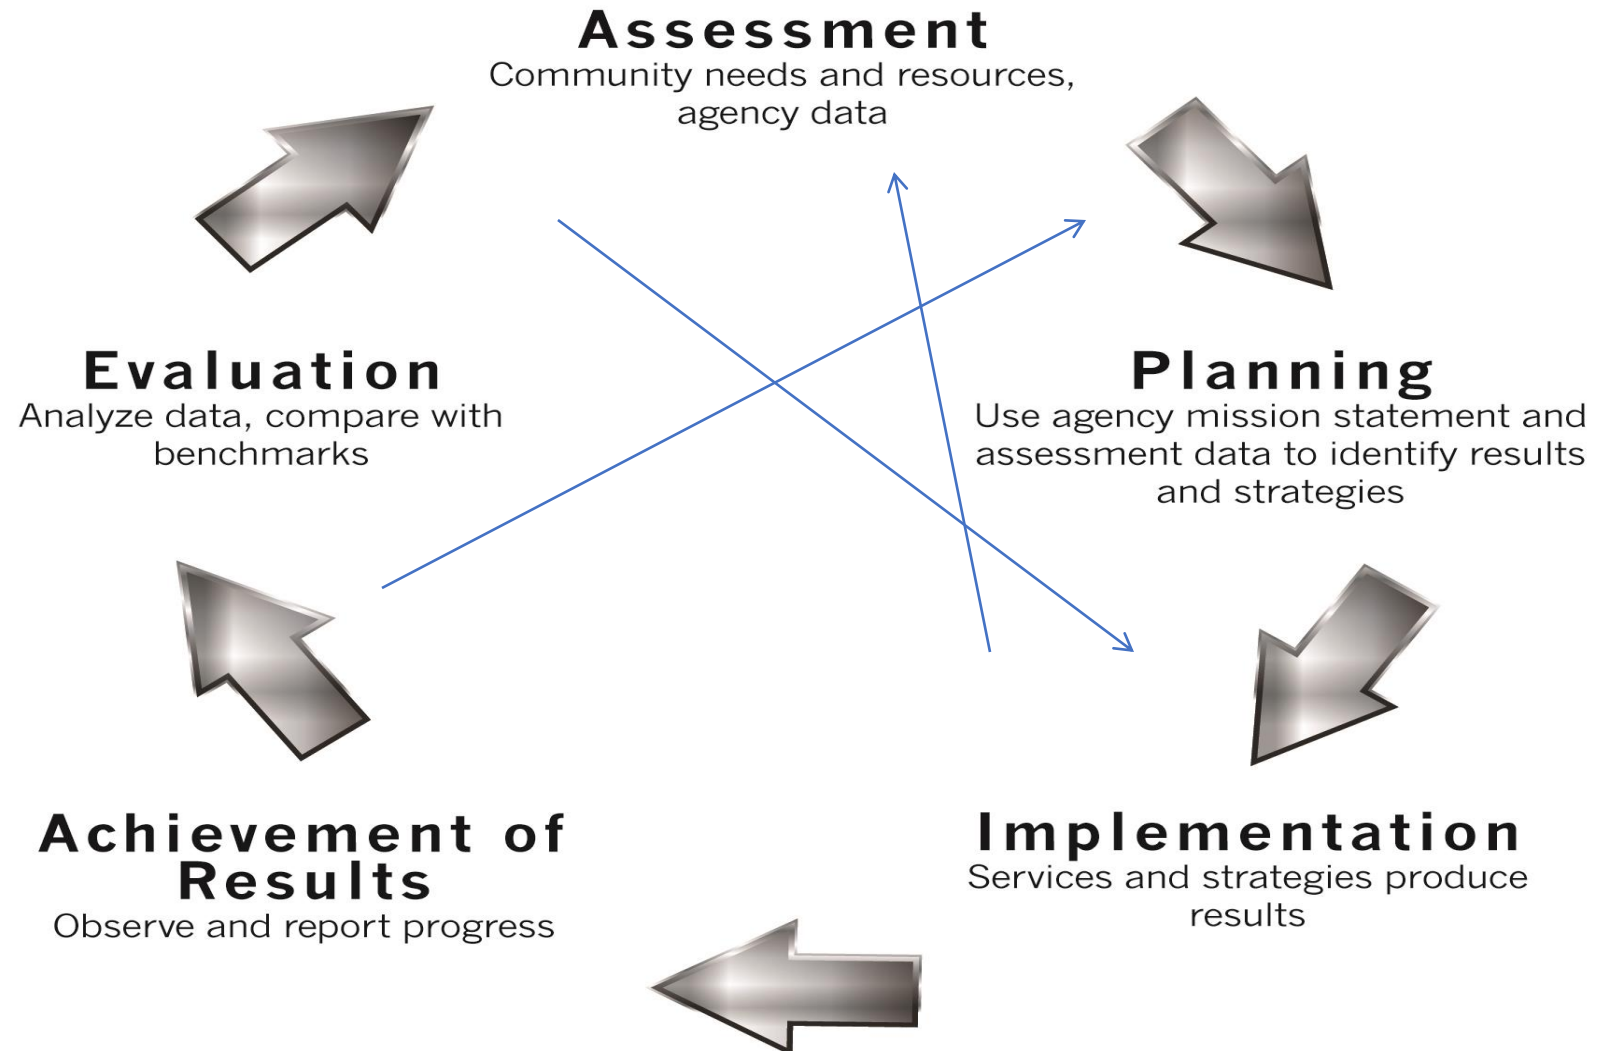 Assessment
Community needs and resources,
agency data
Evaluation
Analyze data, compare with
benchmarks
Planning
Use agency mission statement and
assessment data to identify results
and strategies
Achievement of
Results
Observe and report progress
Implementation
Services and strategies produce
results